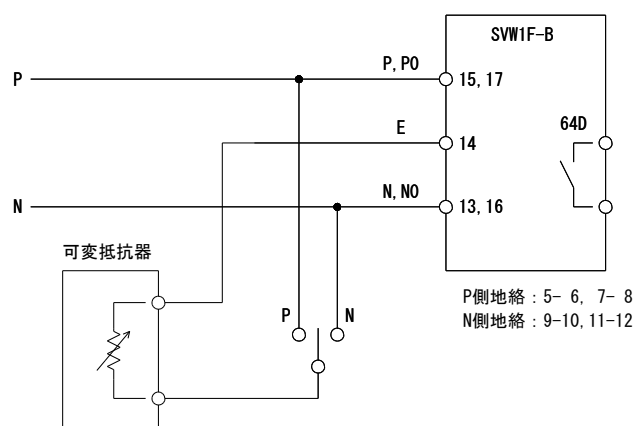 SVW1F-B
P P,PO 15,17
64D
E 14
N N,NO 13,16
可変抵抗器
P側地絡：5- 6, 7- 8
P N
N側地絡：9-10,11-12